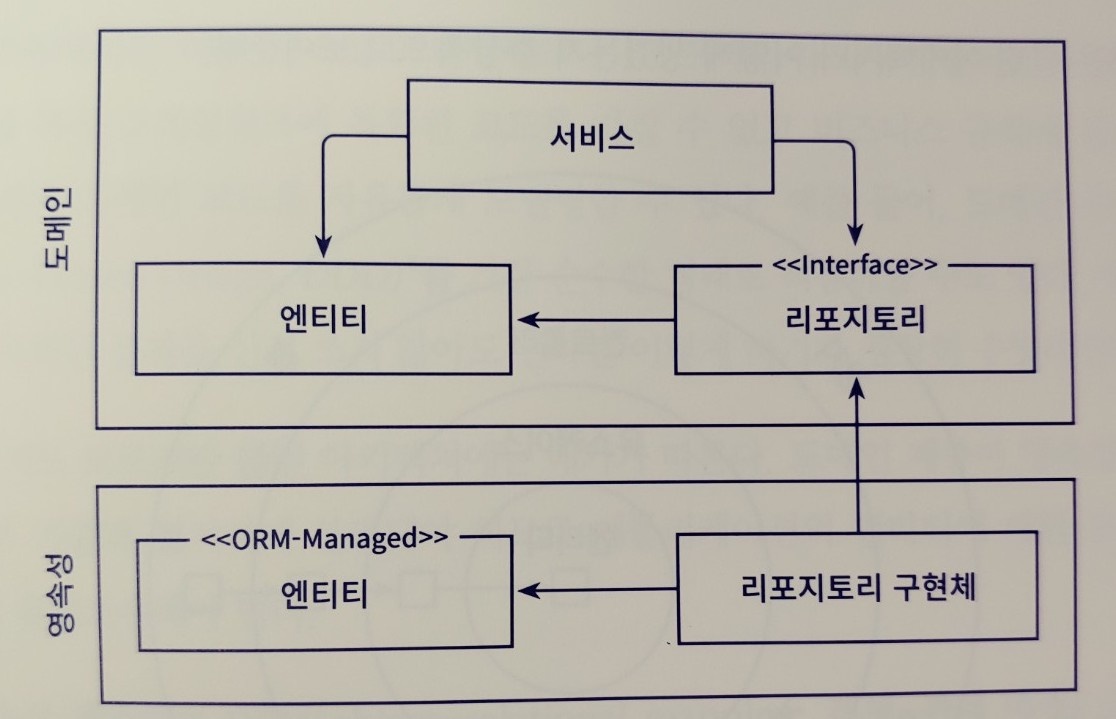 도메인
서비스
엔티티
<<Interface>>
리포지토리
영속성
<<ORM-Managed>>
엔티티
리포지토리 구현체